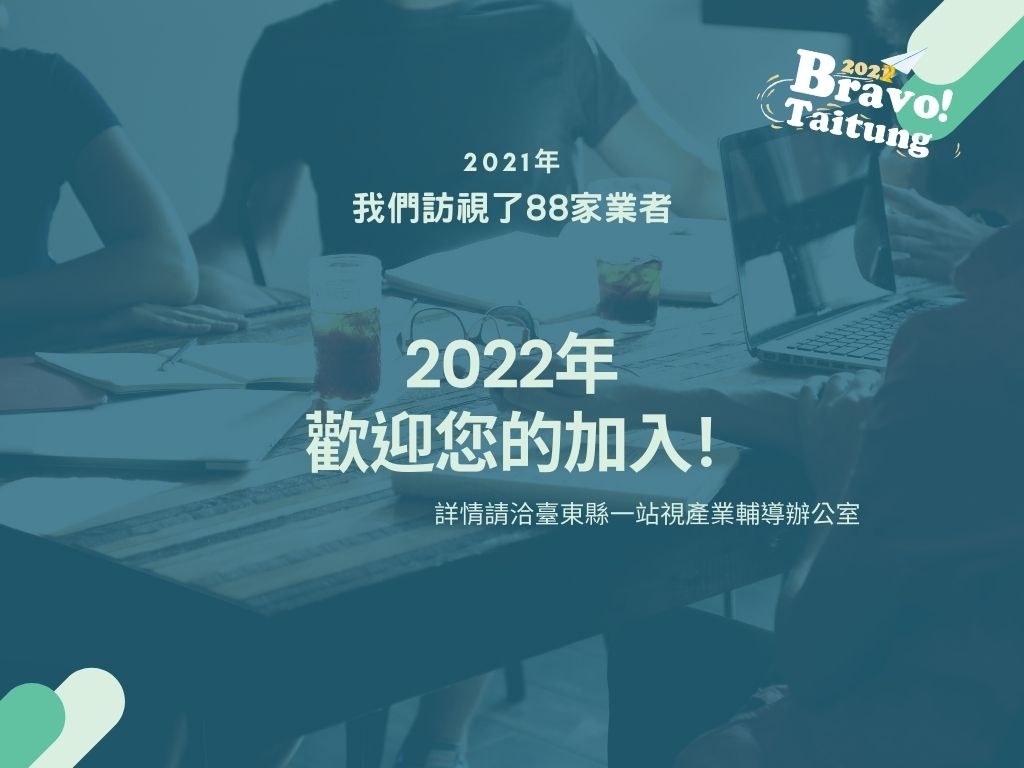 2022
Bravo!
Taitung
2021年
我們訪視了88家業者
2022年
歡迎您的加入!
詳情請洽臺東縣一站視產業輔導辦公室